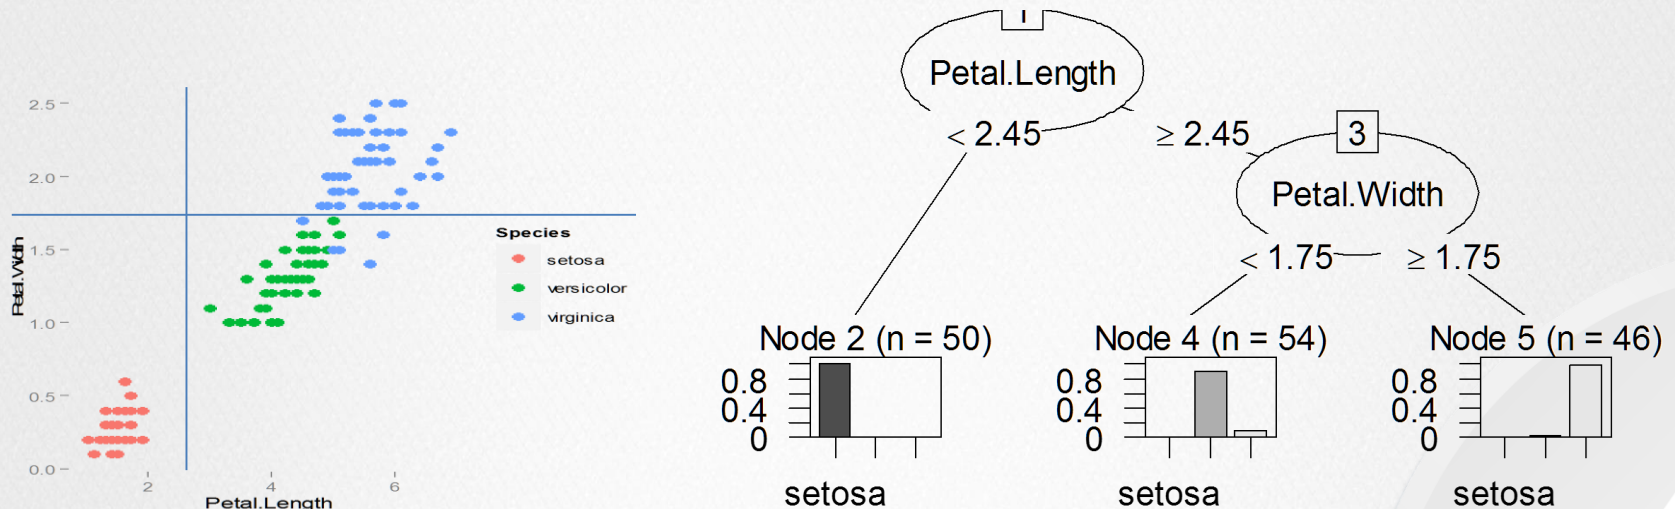 2.5
2.0
1.5
1.0
0.5
0.0
Petal.Width
2
4
6
Petal.Length
Species
setosa
versicolor
virginica
1
Petal.Length
< 2.45
≥ 2.45
3
Petal.Width
< 1.75
≥ 1.75
Node 2 (n = 50)
0.8
0.4
0
setosa
Node 4 (n = 54)
0.8
0.4
0
setosa
Node 5 (n = 46)
0.8
0.4
0
setosa